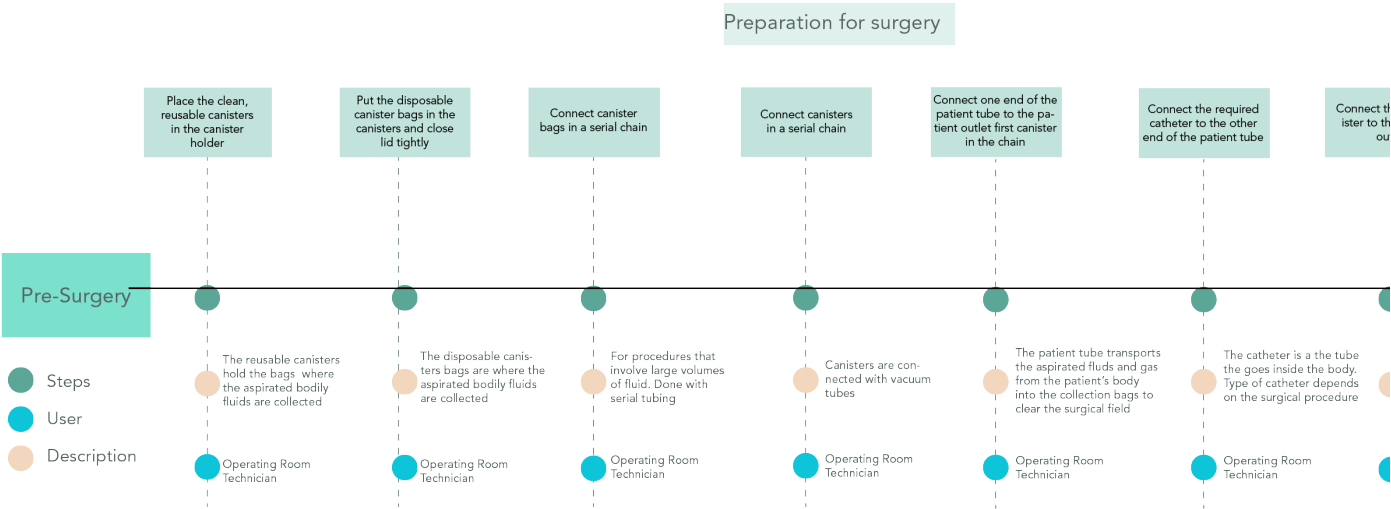 Preparation for surgery
Place the clean,
reusable canisters
in the canister
holder
Put the disposable
canister bags in the
canisters and close
lid tightly
Connect canister
bags in a serial chain
Connect canisters
in a serial chain
Connect one end of the
patient tube to the pa-
tient outlet first canister
in the chain
Connect the required
catheter to the other
end of the patient tube
Connect th
ister to th
ou
Pre-Surgery
Steps
User
Description
The reusable canisters
hold the bags where
the aspirated bodily
fluids are collected
The disposable canis-
ters bags are where the
aspirated bodily fluids
are collected
For procedures that
involve large volumes
of fluid. Done with
serial tubing
Canisters are con-
nected with vacuum
tubes
The patient tube transports
the aspirated fluds and gas
from the patient's body
into the collection bags to
clear the surgical field
The catheter is a the tube
the goes inside the body.
Type of catheter depends
on the surgical procedure
Operating Room
Technician
Operating Room
Technician
Operating Room
Technician
Operating Room
Technician
Operating Room
Technician
Operating Room
Technician